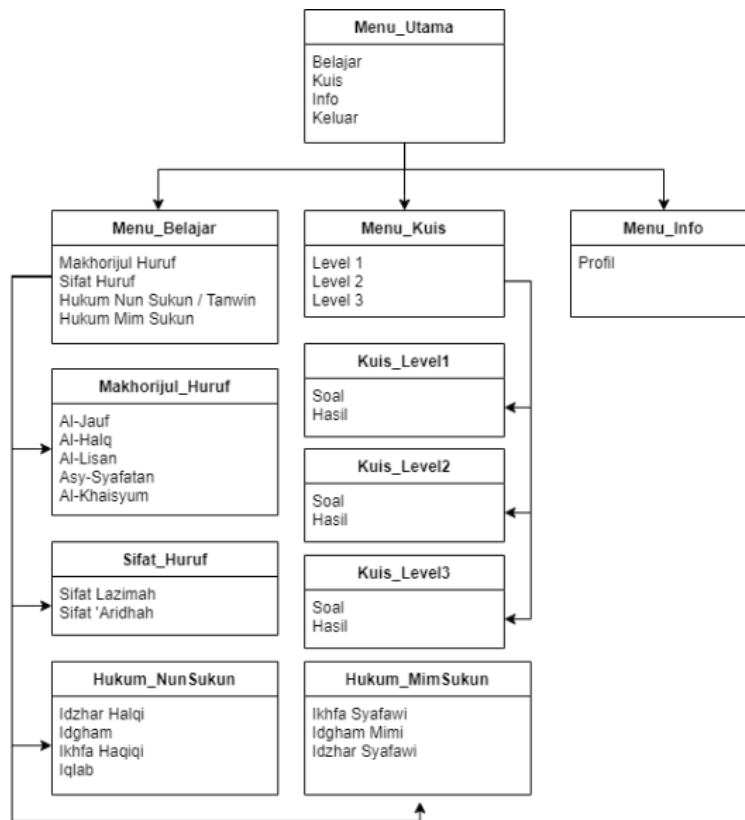 Menu_Utama
Belajar
Kuis
Info
Keluar
Menu_Belajar
Makhorijul Huruf
Sifat Huruf
Hukum Nun Sukun / Tanwin
Hukum Mim Sukun
Menu_Kuis
Level 1
Level 2
Level 3
Menu_Info
Profil
Makhorijul_Huruf
Al-Jauf
Al-Halq
Al-Lisan
Asy-Syafatan
Al-Khaisyum
Kuis_Level1
Soal
Hasil
Kuis_Level2
Soal
Hasil
Sifat_Huruf
Sifat Lazimah
Sifat 'Aridhah
Kuis_Level3
Soal
Hasil
Hukum_NunSukun
Idzhar Halqi
Idgham
Ikhfa Haqiqi
Iqlab
Hukum_MimSukun
Ikhfa Syafawi
Idgham Mimi
Idzhar Syafawi